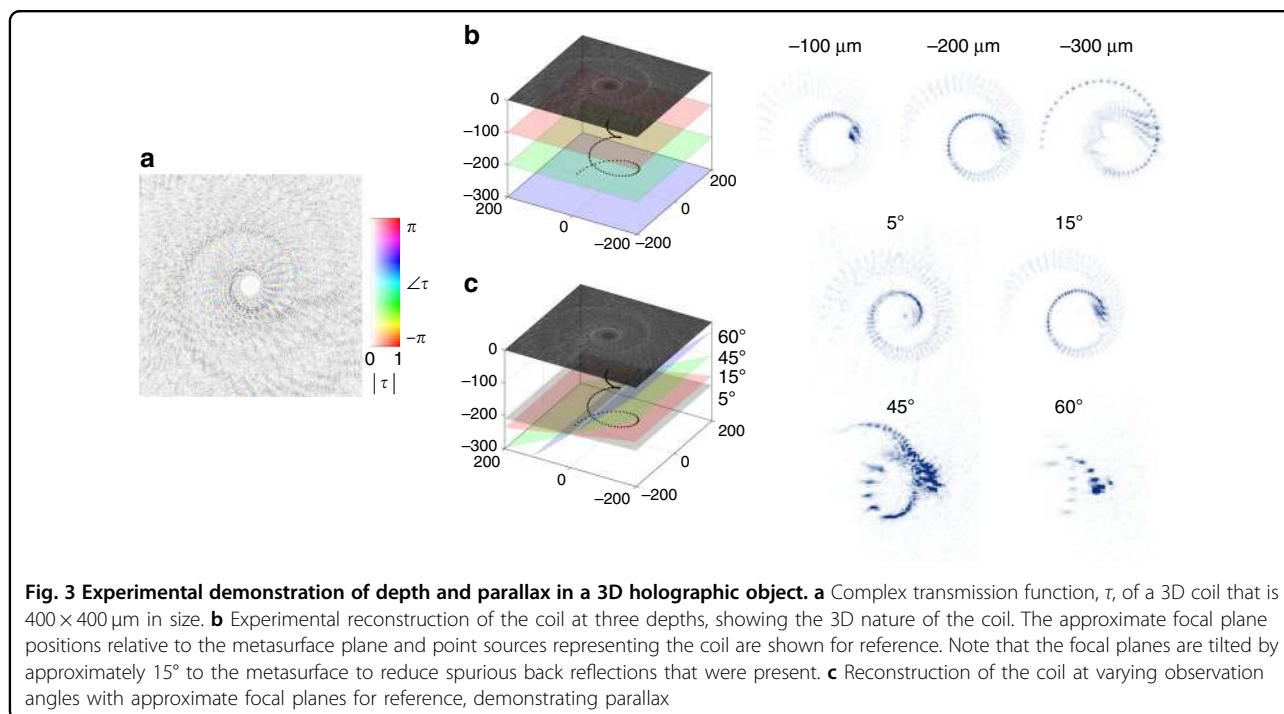 a
π
∠τ
−π
0 1
|τ|
b
0
−100
−200
−300
200
0
−200
−200
0
200
−100 μm
−200 μm
−300 μm
c
0
−100
−200
−300
200
0
−200
−200
0
200
60°
45°
15°
5°
5°
15°
45°
60°
Fig. 3 Experimental demonstration of depth and parallax in a 3D holographic object. a Complex transmission function, τ, of a 3D coil that is
400 × 400 μm in size. b Experimental reconstruction of the coil at three depths, showing the 3D nature of the coil. The approximate focal plane
positions relative to the metasurface plane and point sources representing the coil are shown for reference. Note that the focal planes are tilted by
approximately 15° to the metasurface to reduce spurious back reflections that were present. c Reconstruction of the coil at varying observation
angles with approximate focal planes for reference, demonstrating parallax